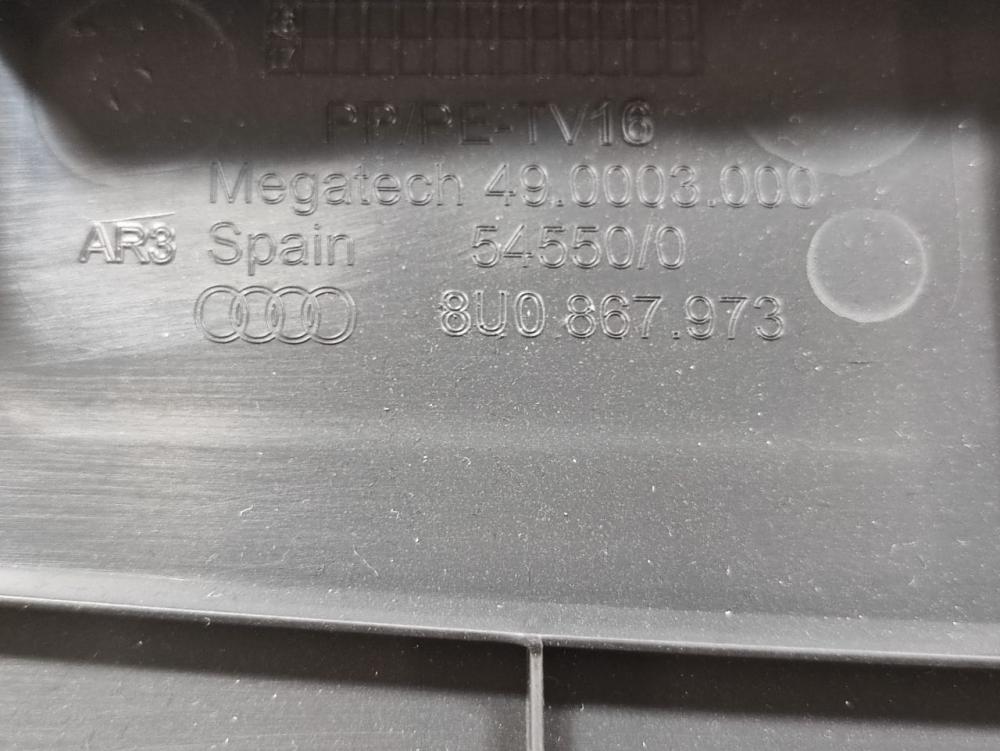 PP/PE-TV16
Megatech 49.0003.000
AR3 Spain 54550/0
8U0 867.973